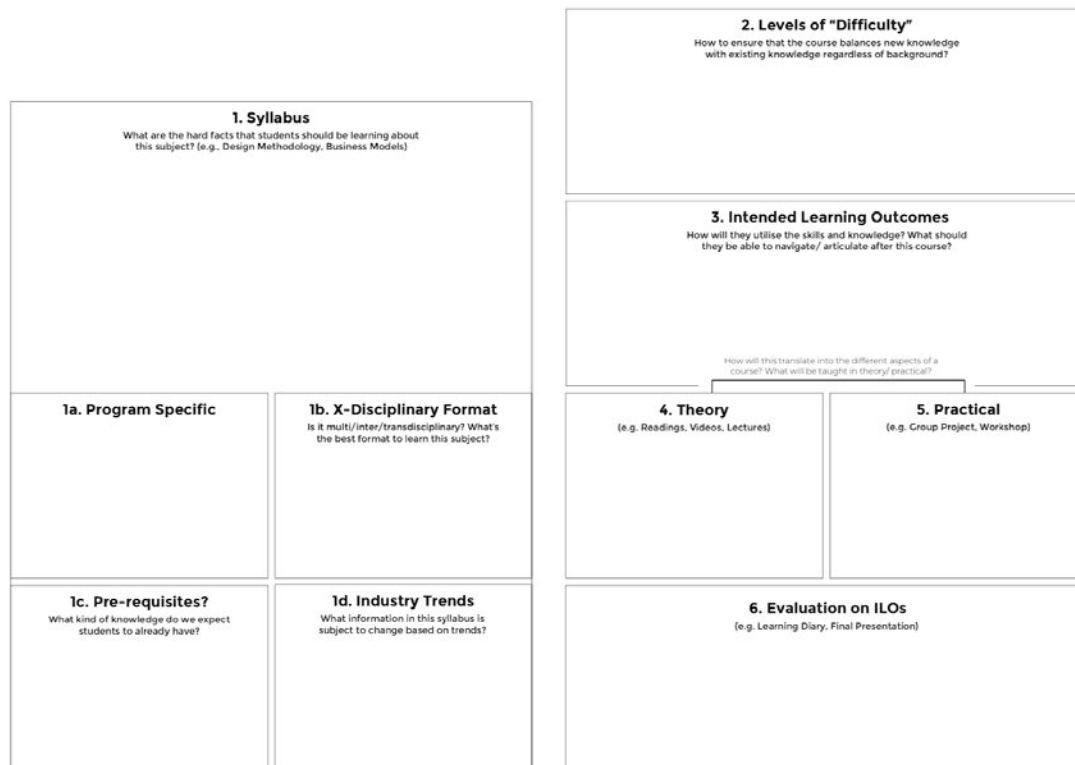 1. Syllabus
What are the hard facts that students should be learning about
this subject? (e.g., Design Methodology, Business Models)
1a. Program Specific
1b. X-Disciplinary Format
Is it multi/inter/transdisciplinary? What's
the best format to learn this subject?
1c. Pre-requisites?
What kind of knowledge do we expect
students to already have?
1d. Industry Trends
What information in this syllabus is
subject to change based on trends?
2. Levels of "Difficulty"
How to ensure that the course balances new knowledge
with existing knowledge regardless of background?
3. Intended Learning Outcomes
How will they utilise the skills and knowledge? What should
they be able to navigate/ articulate after this course?
How will this translate into the different aspects of a
course? What will be taught in theory/ practical?
4. Theory
(e.g. Readings, Videos, Lectures)
5. Practical
(e.g. Group Project, Workshop)
6. Evaluation on ILOs
(e.g. Learning Diary, Final Presentation)